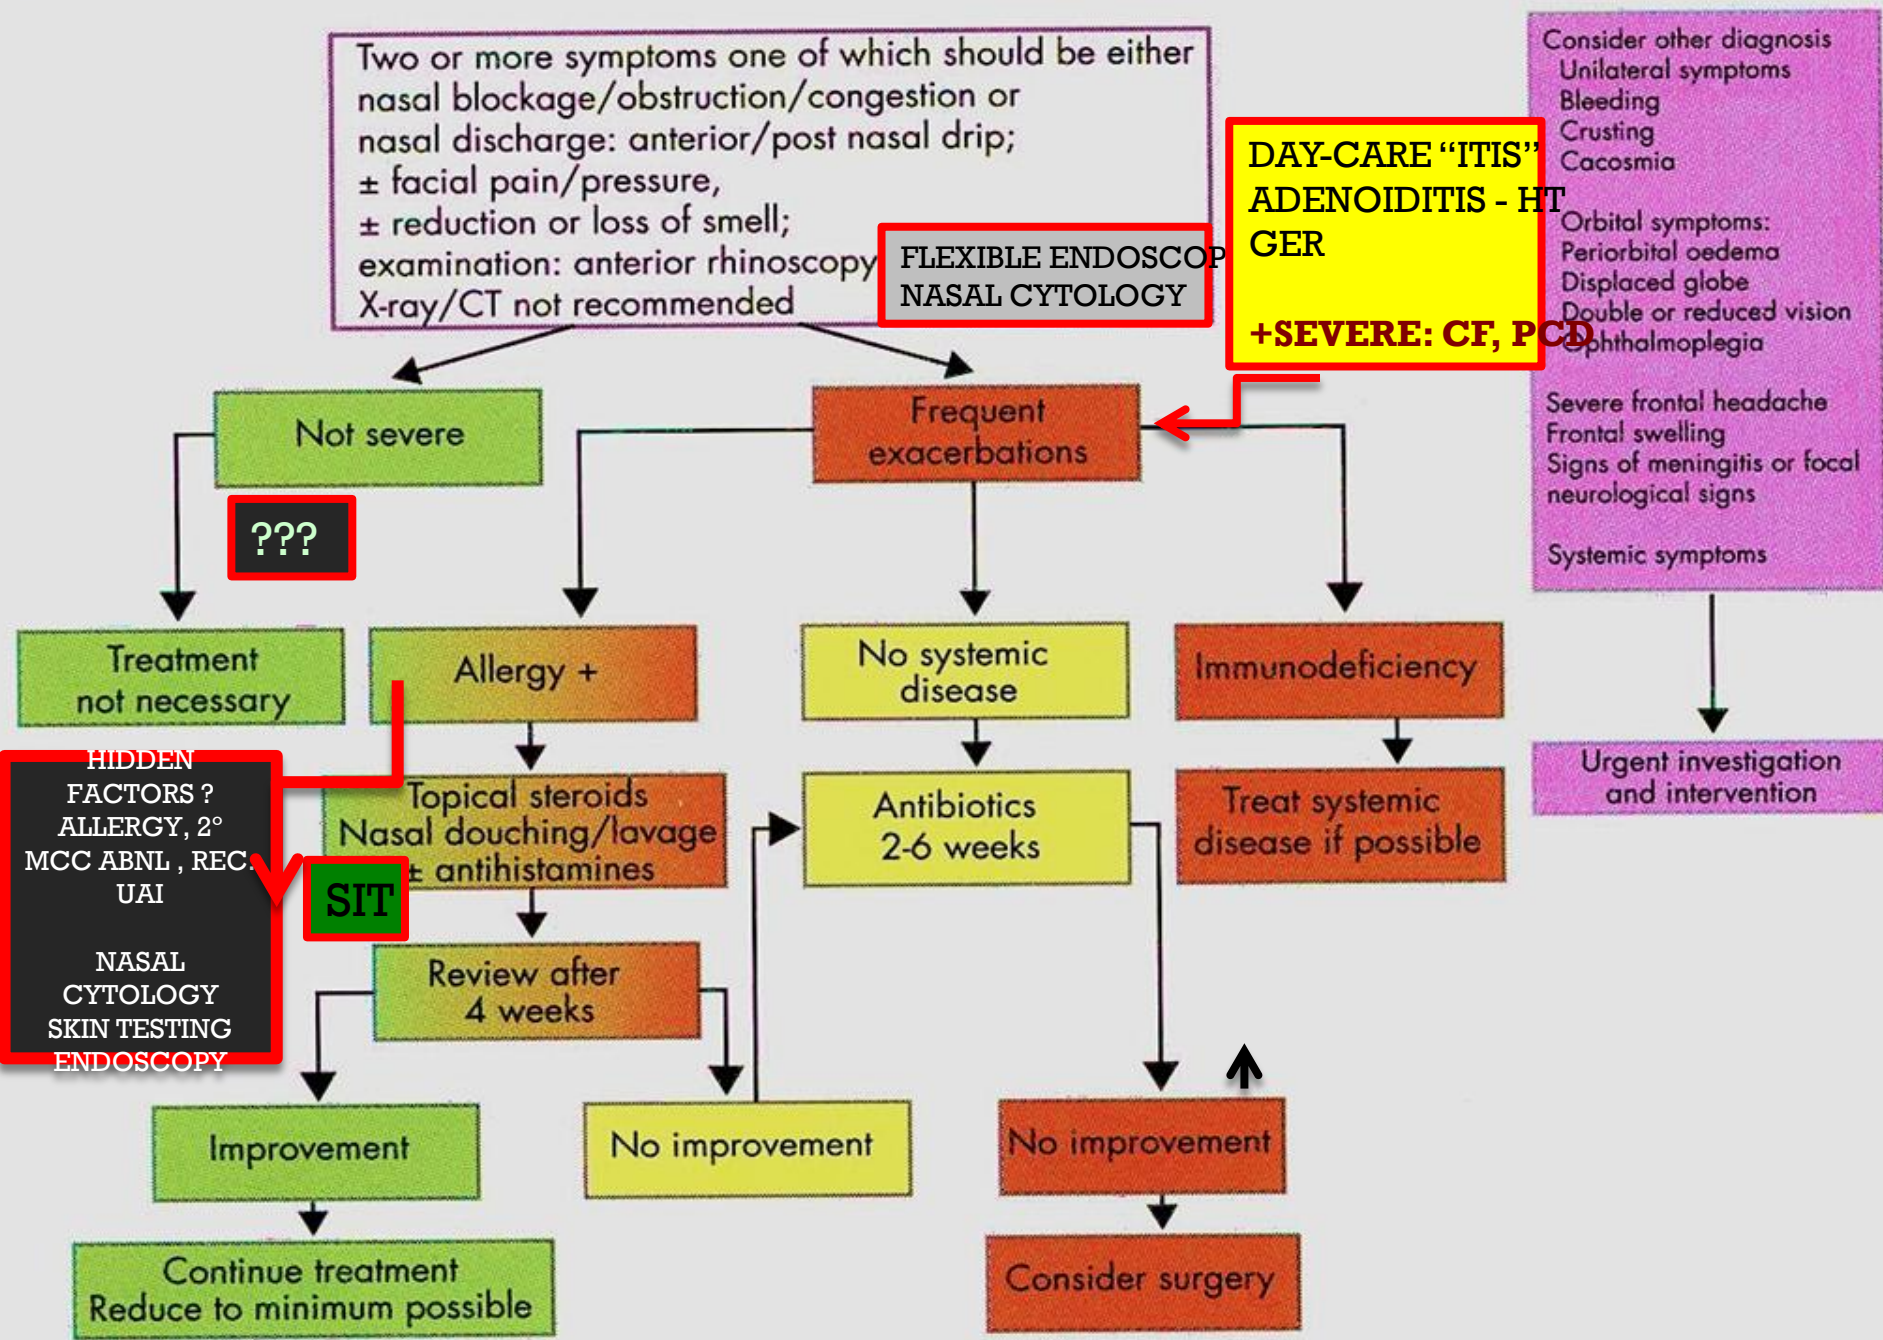 Two or more symptoms one of which should be either
nasal blockage/obstruction/congestion or
nasal discharge: anterior/post nasal drip;
± facial pain/pressure,
± reduction or loss of smell;
examination: anterior rhinoscopy
X-ray/CT not recommended
FLEXIBLE ENDOSCOP
NASAL CYTOLOGY
DAY-CARE “ITIS”
ADENOIDITIS - HT
GER
+SEVERE: CF, PCD
Consider other diagnosis
Unilateral symptoms
Bleeding
Crusting
Cacosmia
Orbital symptoms:
Periorbital oedema
Displaced globe
Double or reduced vision
Ophthalmoplegia
Severe frontal headache
Frontal swelling
Signs of meningitis or focal
neurological signs
Systemic symptoms
Not severe
Frequent
exacerbations
???
Treatment
not necessary
Allergy +
No systemic
disease
Immunodeficiency
Urgent investigation
and intervention
HIDDEN
FACTORS ?
ALLERGY, 2°
MCC ABNL , REC.
UAI
NASAL
CYTOLOGY
SKIN TESTING
ENDOSCOPY
Topical steroids
Nasal douching/lavage
± antihistamines
SIT
Antibiotics
2-6 weeks
Treat systemic
disease if possible
Review after
4 weeks
Improvement
No improvement
No improvement
Continue treatment
Reduce to minimum possible
Consider surgery